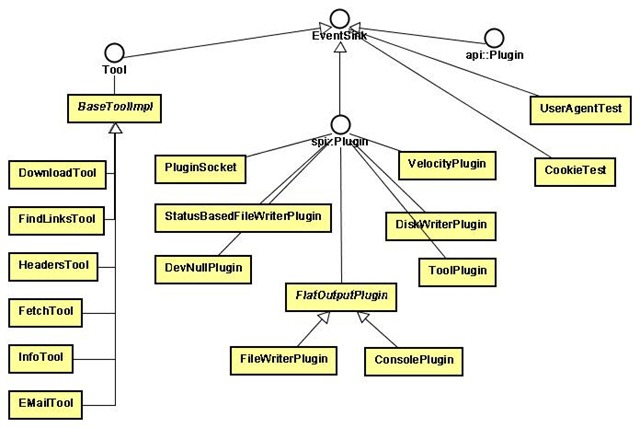 EventSink
Tool
api::Plugin
BaseToolImpl
UserAgentTest
spi::Plugin
DownloadTool
PluginSocket
VelocityPlugin
CookieTest
FindLinksTool
StatusBasedFileWriterPlugin
DiskWriterPlugin
HeadersTool
DevNullPlugin
ToolPlugin
FlatOutputPlugin
FetchTool
InfoTool
FileWriterPlugin
ConsolePlugin
EMailTool